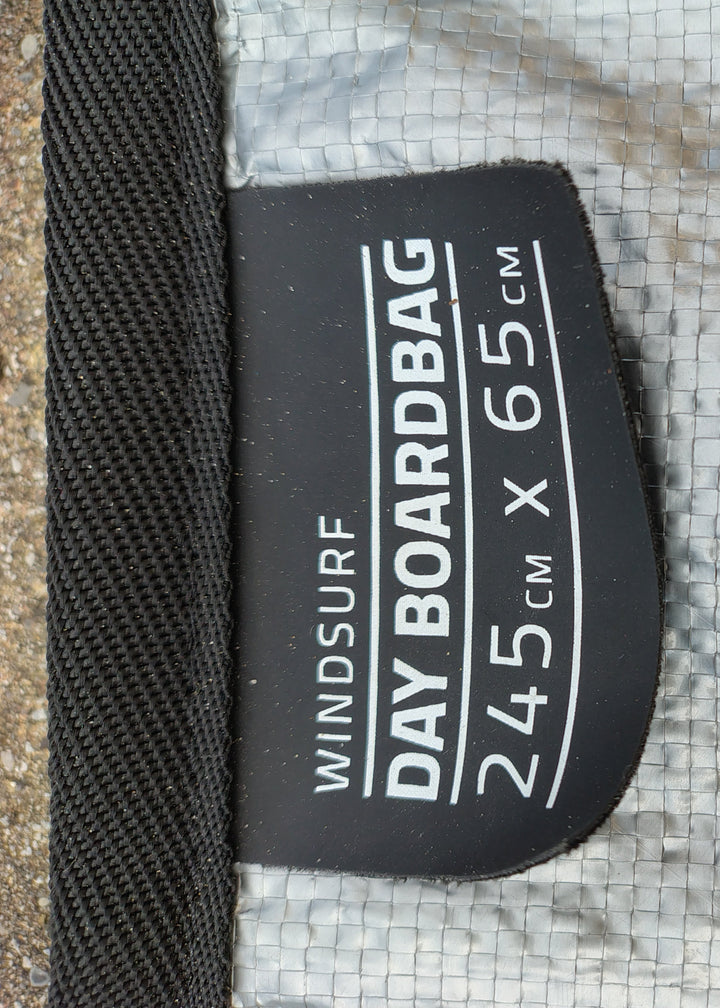 WINDSURF
DAY BOARDBAG
245CM X 65CM